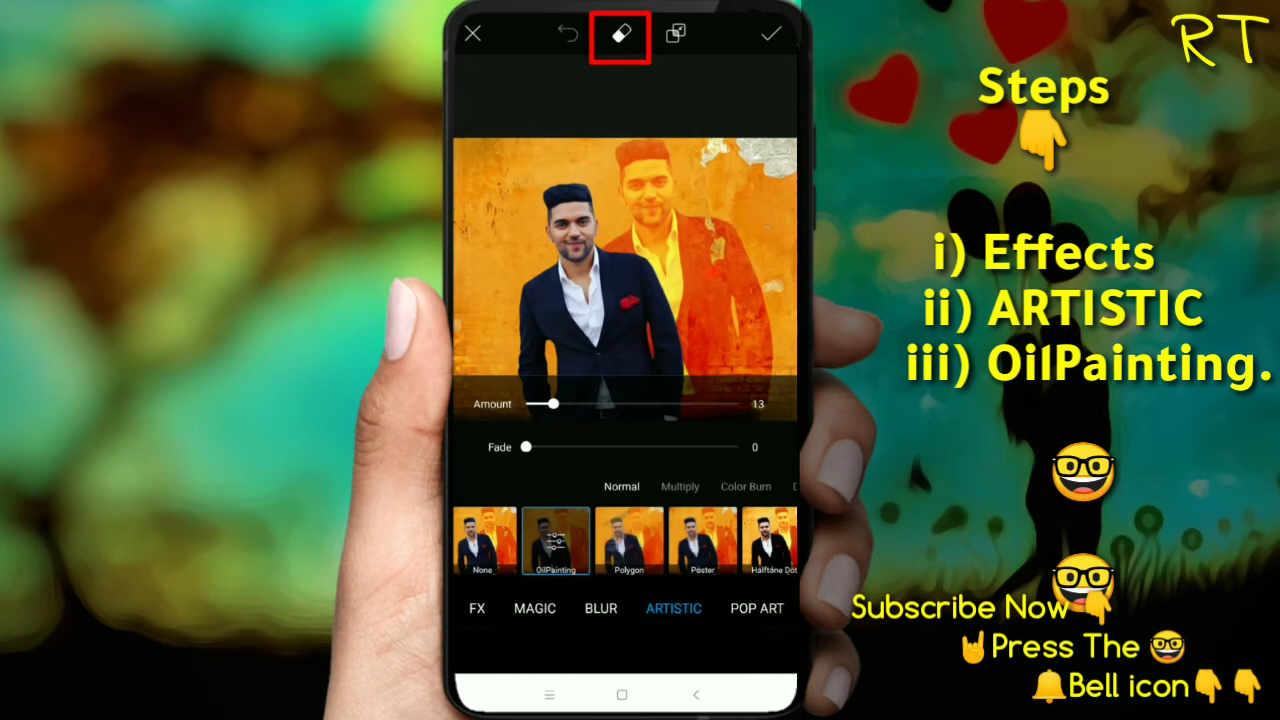 RT
Steps
i) Effects
ii) ARTISTIC
iii) OilPainting.
Amount 13
Fade 0
Normal Multiply Color Burn
None OilPainting Polygon Poster Halftone Dot
FX MAGIC BLUR ARTISTIC POP ART
Subscribe Now
Press The
Bell icon